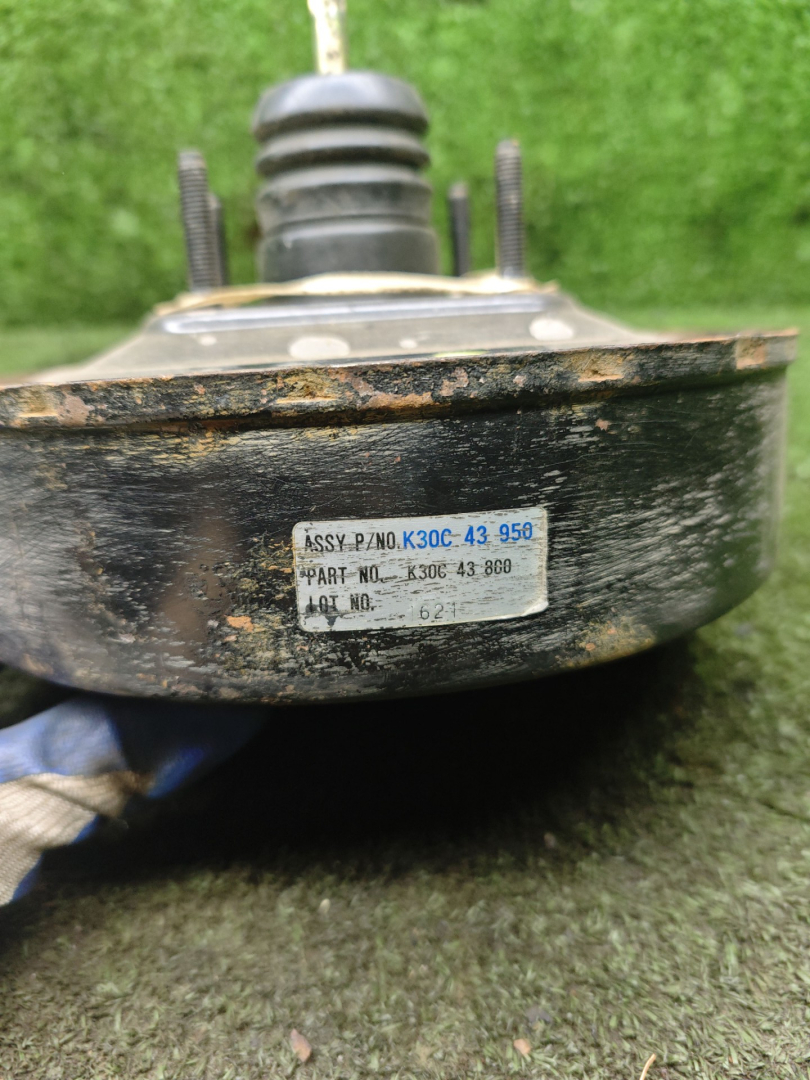 ASSY P/NO. K30C 43 950
PART NO. K30C 43 800
LOT NO. 1621